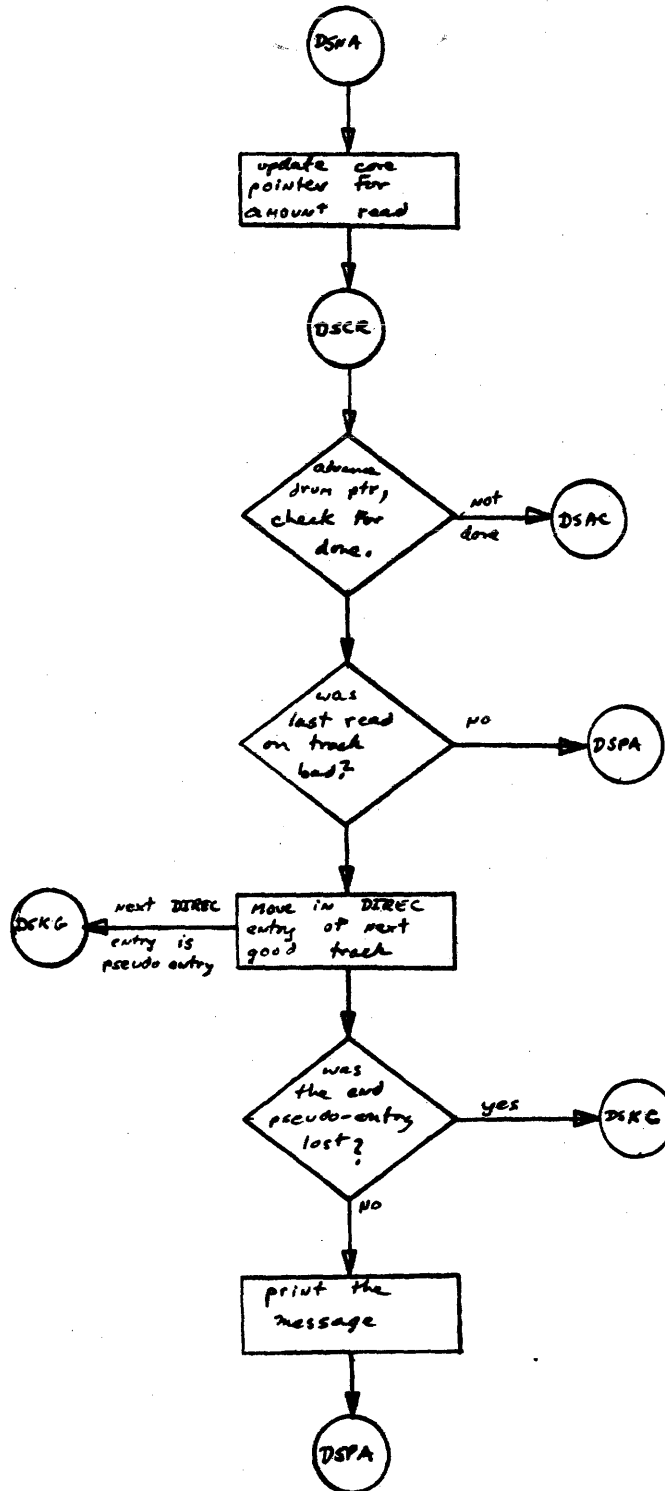 DSNA
update core
pointer for
amount read
DSCR
advance
drum ptr,
check for
done.
not
done
DSAC
was
last read
on track
bad?
NO
DSPA
move in DIREC
entry of next
good track
next DIREC
entry is
pseudo entry
DSKG
was
the end
pseudo-entry
lost?
yes
DSKG
NO
print the
message
DSPA